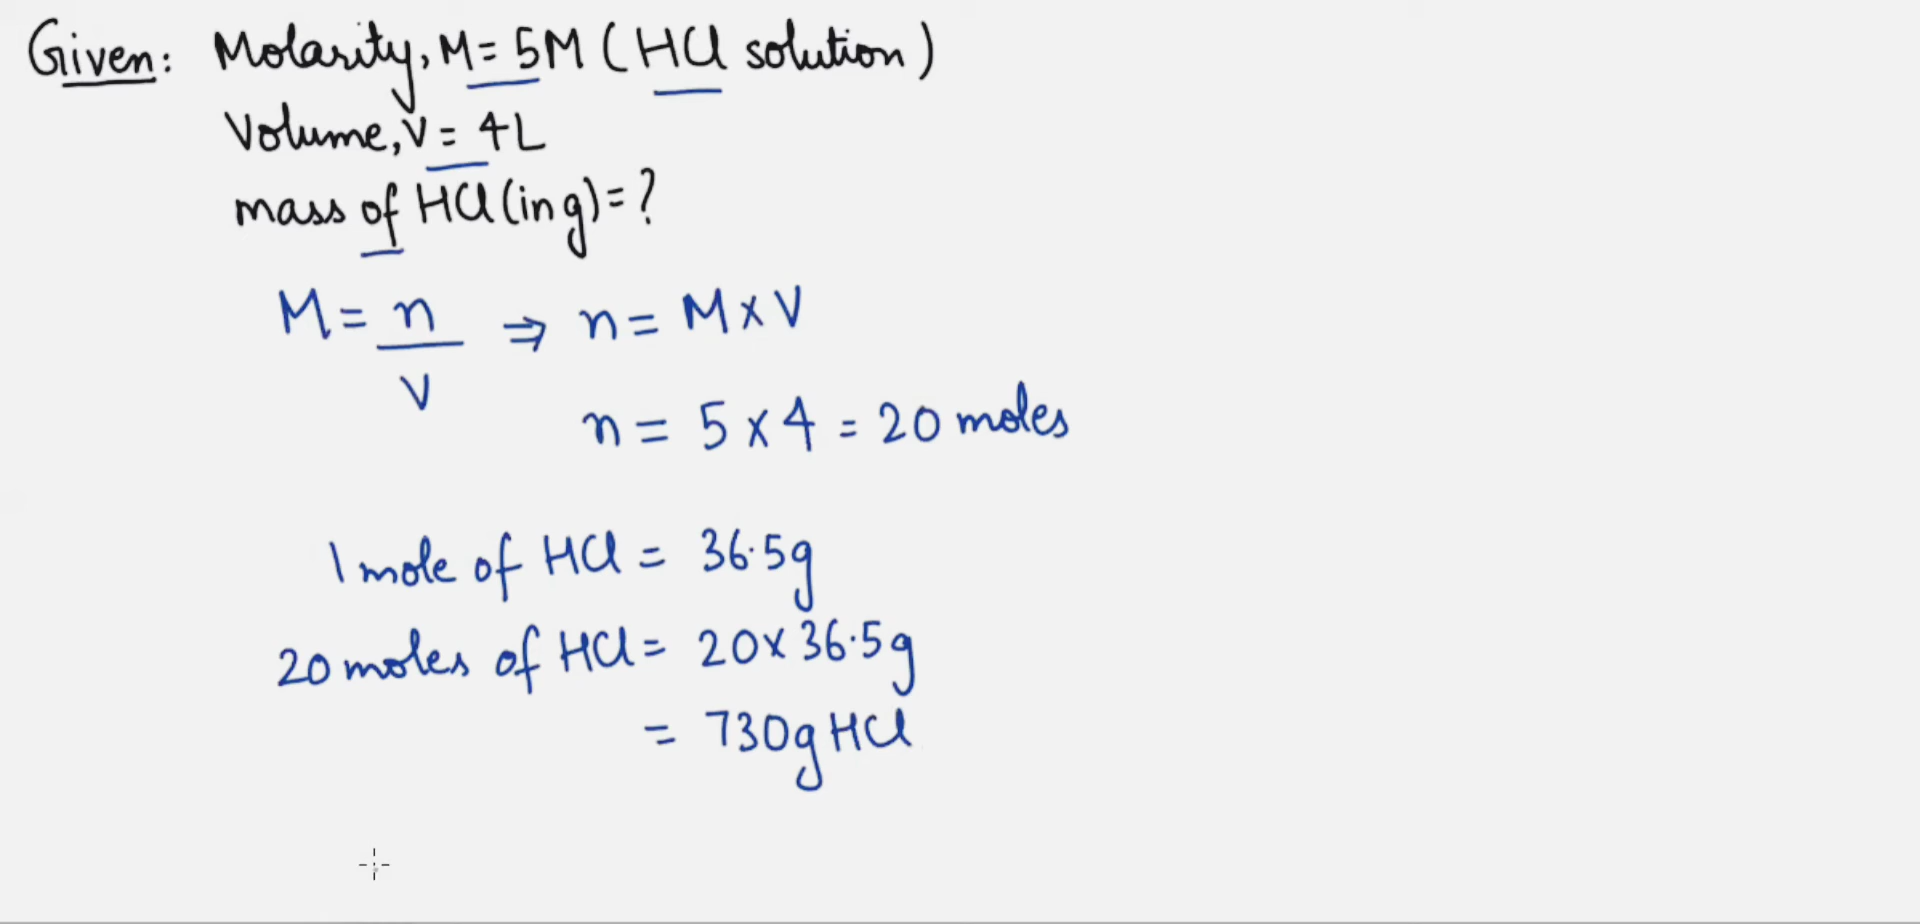 Given: Molarity, M = 5M (HCl solution)
Volume, V = 4L
mass of HCl (in g) = ?
M = n/V ⇒ n = M × V
n = 5 × 4 = 20 moles
1 mole of HCl = 36.5g
20 moles of HCl = 20 × 36.5g
= 730g HCl